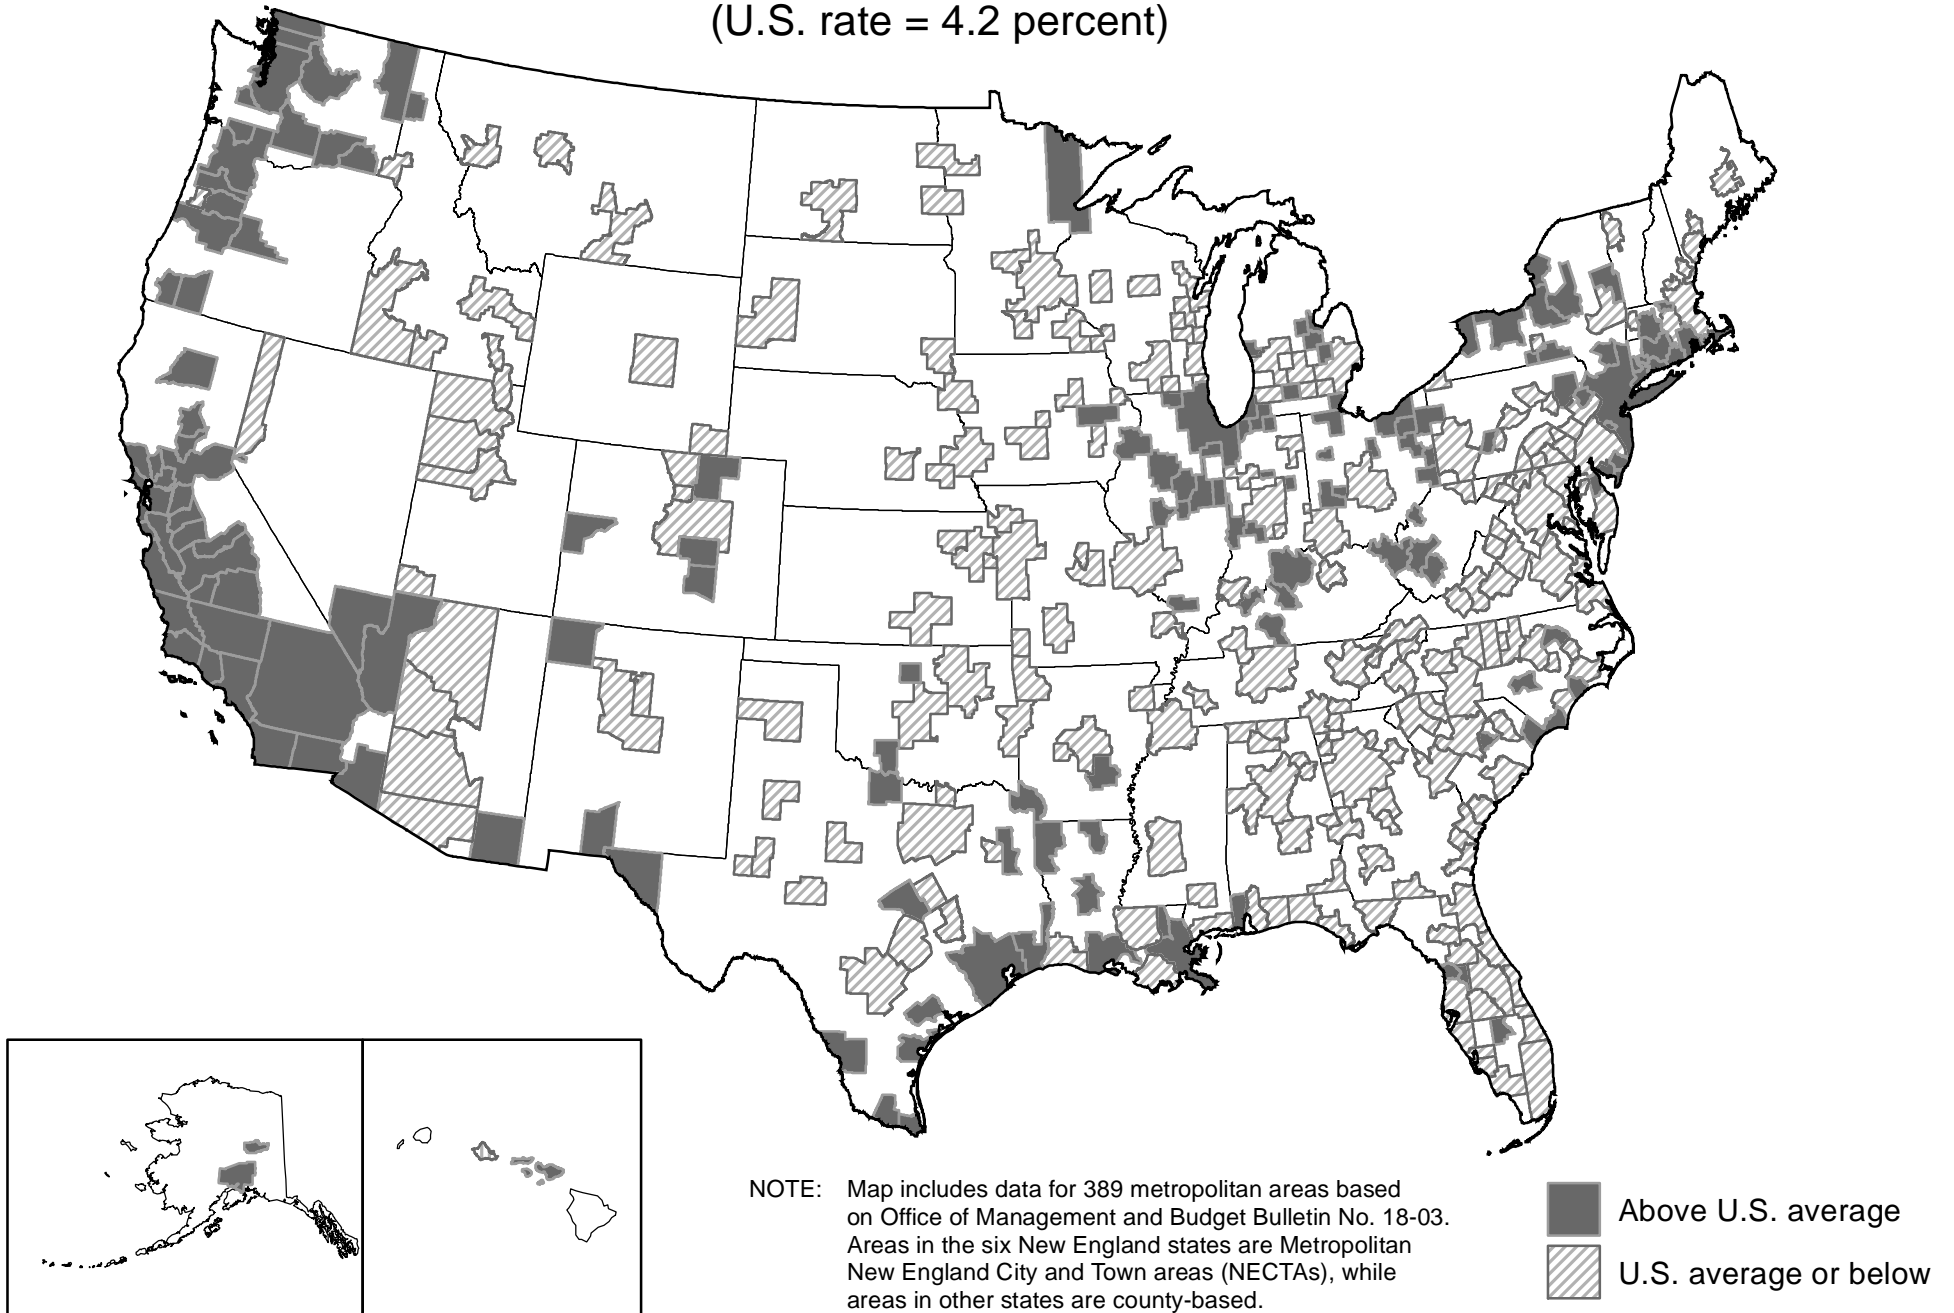 (U.S. rate = 4.2 percent)
NOTE: Map includes data for 389 metropolitan areas based
on Office of Management and Budget Bulletin No. 18-03.
Areas in the six New England states are Metropolitan
New England City and Town areas (NECTAs), while
areas in other states are county-based.
Above U.S. average
U.S. average or below